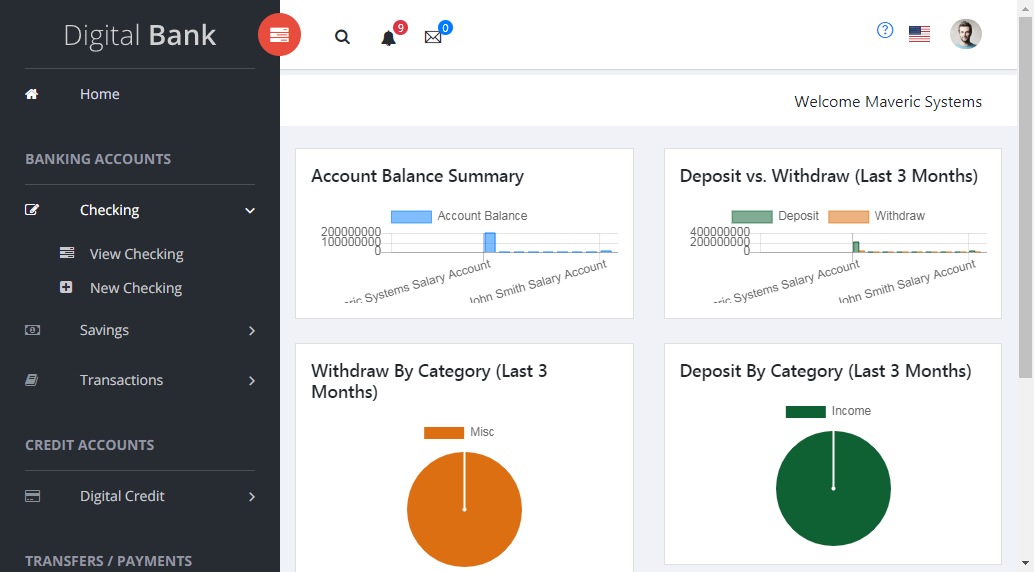 Digital Bank
9
0
Home
Welcome Maveric Systems
BANKING ACCOUNTS
Checking
View Checking
New Checking
Savings
Transactions
CREDIT ACCOUNTS
Digital Credit
TRANSFERS / PAYMENTS
Account Balance Summary
Account Balance
200000000
100000000
0
Systems Salary Account
John Smith Salary Account
Deposit vs. Withdraw (Last 3 Months)
Deposit
Withdraw
400000000
200000000
0
Systems Salary Account
John Smith Salary Account
Withdraw By Category (Last 3
Months)
Misc
Deposit By Category (Last 3 Months)
Income